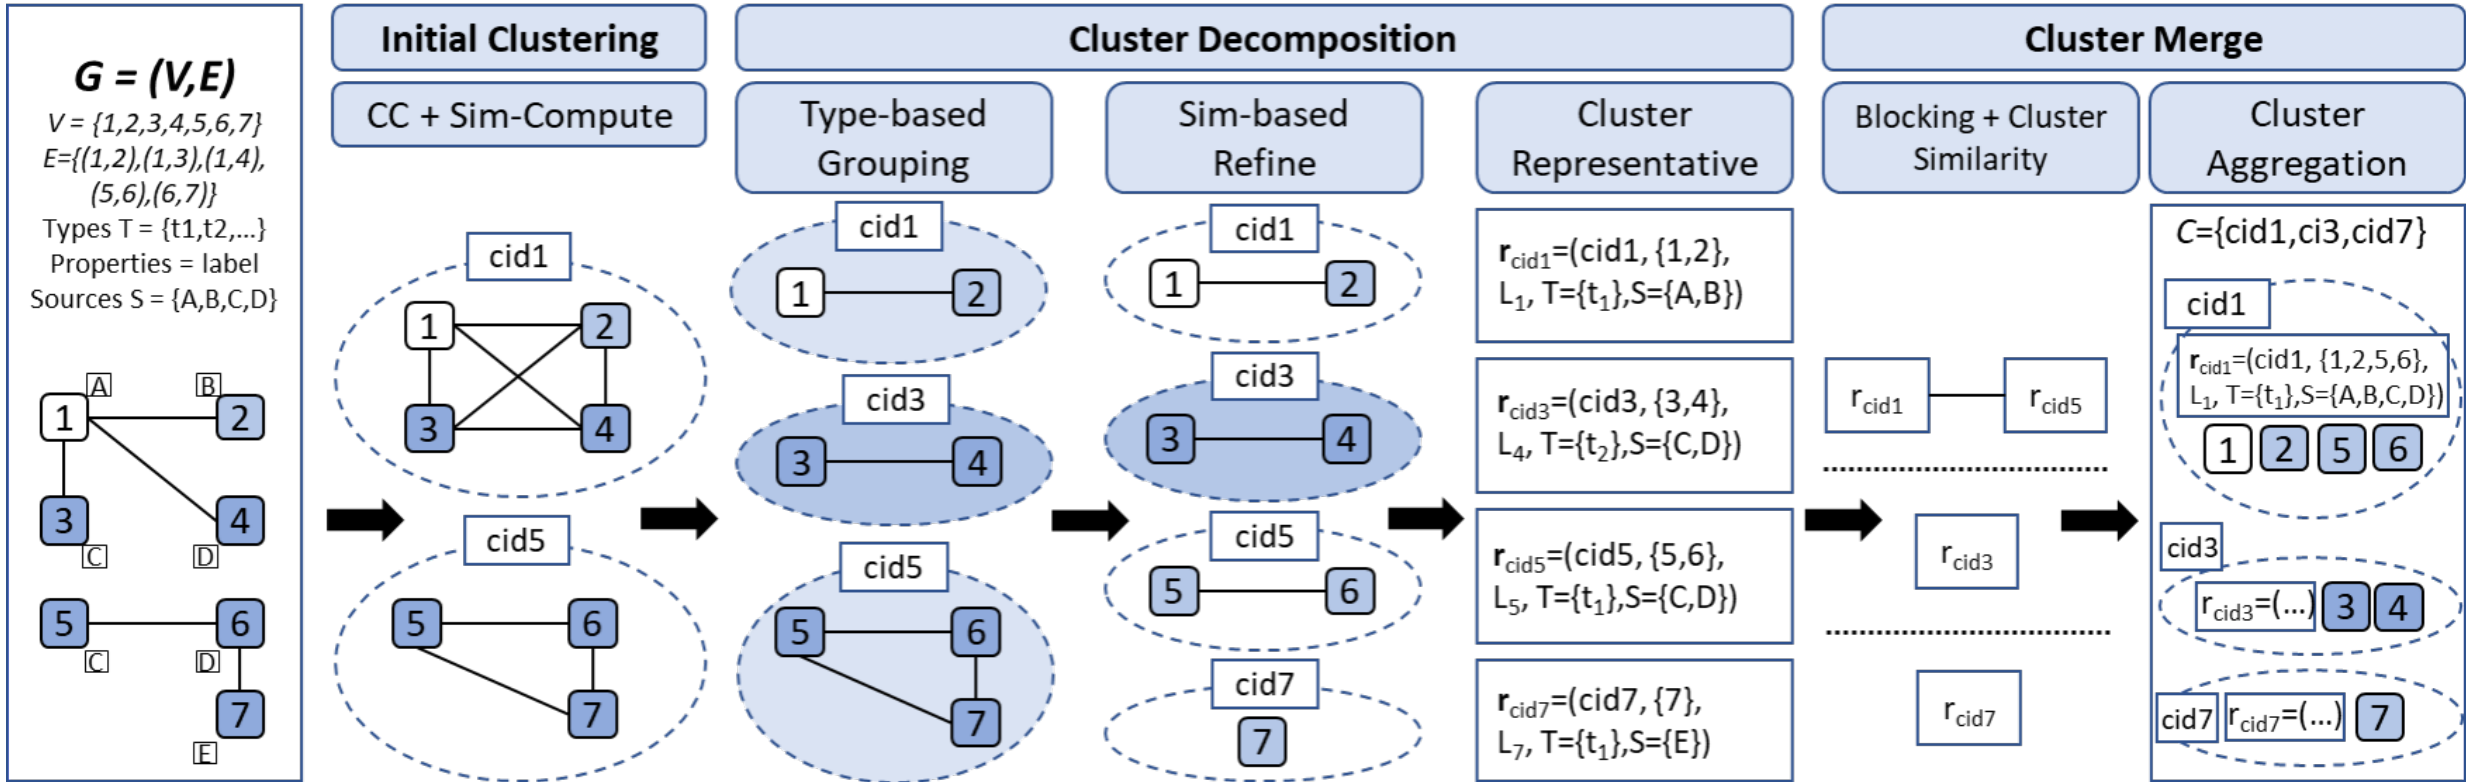 G = (V,E)
V = {1,2,3,4,5,6,7}
E={(1,2),(1,3),(1,4),
(5,6),(6,7)}
Types T = {t1,t2,...}
Properties = label
Sources S = {A,B,C,D}
A
B
1
2
3
4
C
D
5
6
C
D
7
E
Initial Clustering
CC + Sim-Compute
cid1
1
2
3
4
cid5
5
6
7
Cluster Decomposition
Type-based
Grouping
cid1
1
2
cid3
3
4
cid5
5
6
7
Sim-based
Refine
cid1
1
2
cid3
3
4
cid5
5
6
cid7
7
Cluster
Representative
rcid1=(cid1, {1,2},
L1, T={t1},S={A,B})
rcid3=(cid3, {3,4},
L4, T={t2},S={C,D})
rcid5=(cid5, {5,6},
L5, T={t1},S={C,D})
rcid7=(cid7, {7},
L7, T={t1},S={E})
Cluster Merge
Blocking + Cluster
Similarity
rcid1
rcid5
rcid3
rcid7
Cluster
Aggregation
C={cid1,ci3,cid7}
cid1
rcid1=(cid1, {1,2,5,6},
L1, T={t1},S={A,B,C,D})
1
2
5
6
cid3
rcid3=(...)
3
4
cid7
rcid7=(...)
7